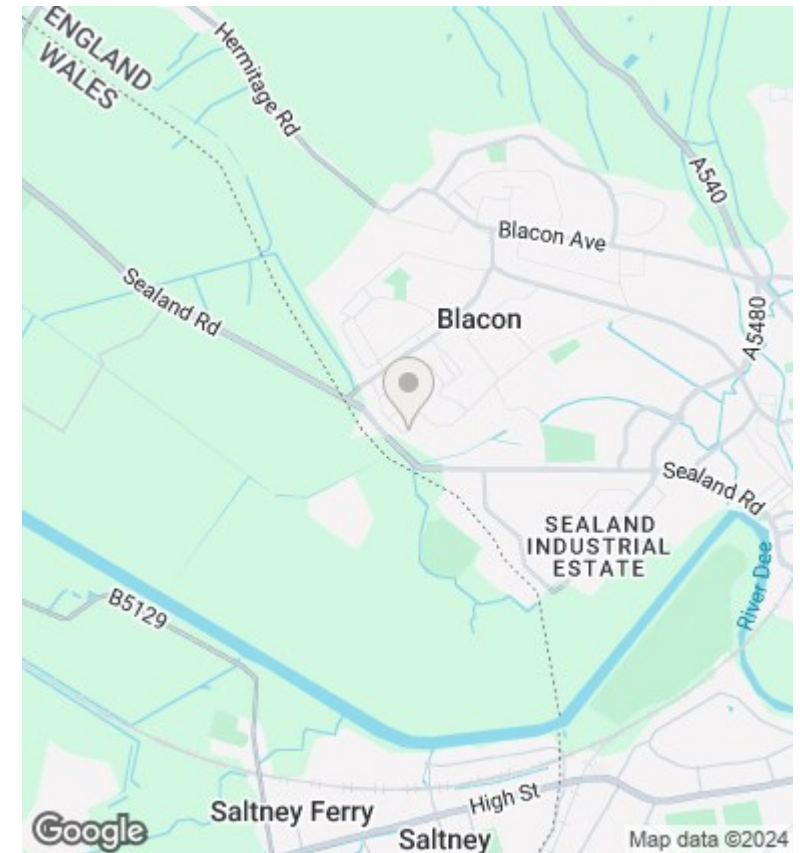 ENGLAND
WALES
Hermitage Rd
A540
Blacon Ave
Sealand Rd
Blacon
A5480
Sealand Rd
SEALAND
INDUSTRIAL
ESTATE
River Dee
B5129
High St
Saltney Ferry
Saltney
Google
Map data ©2024